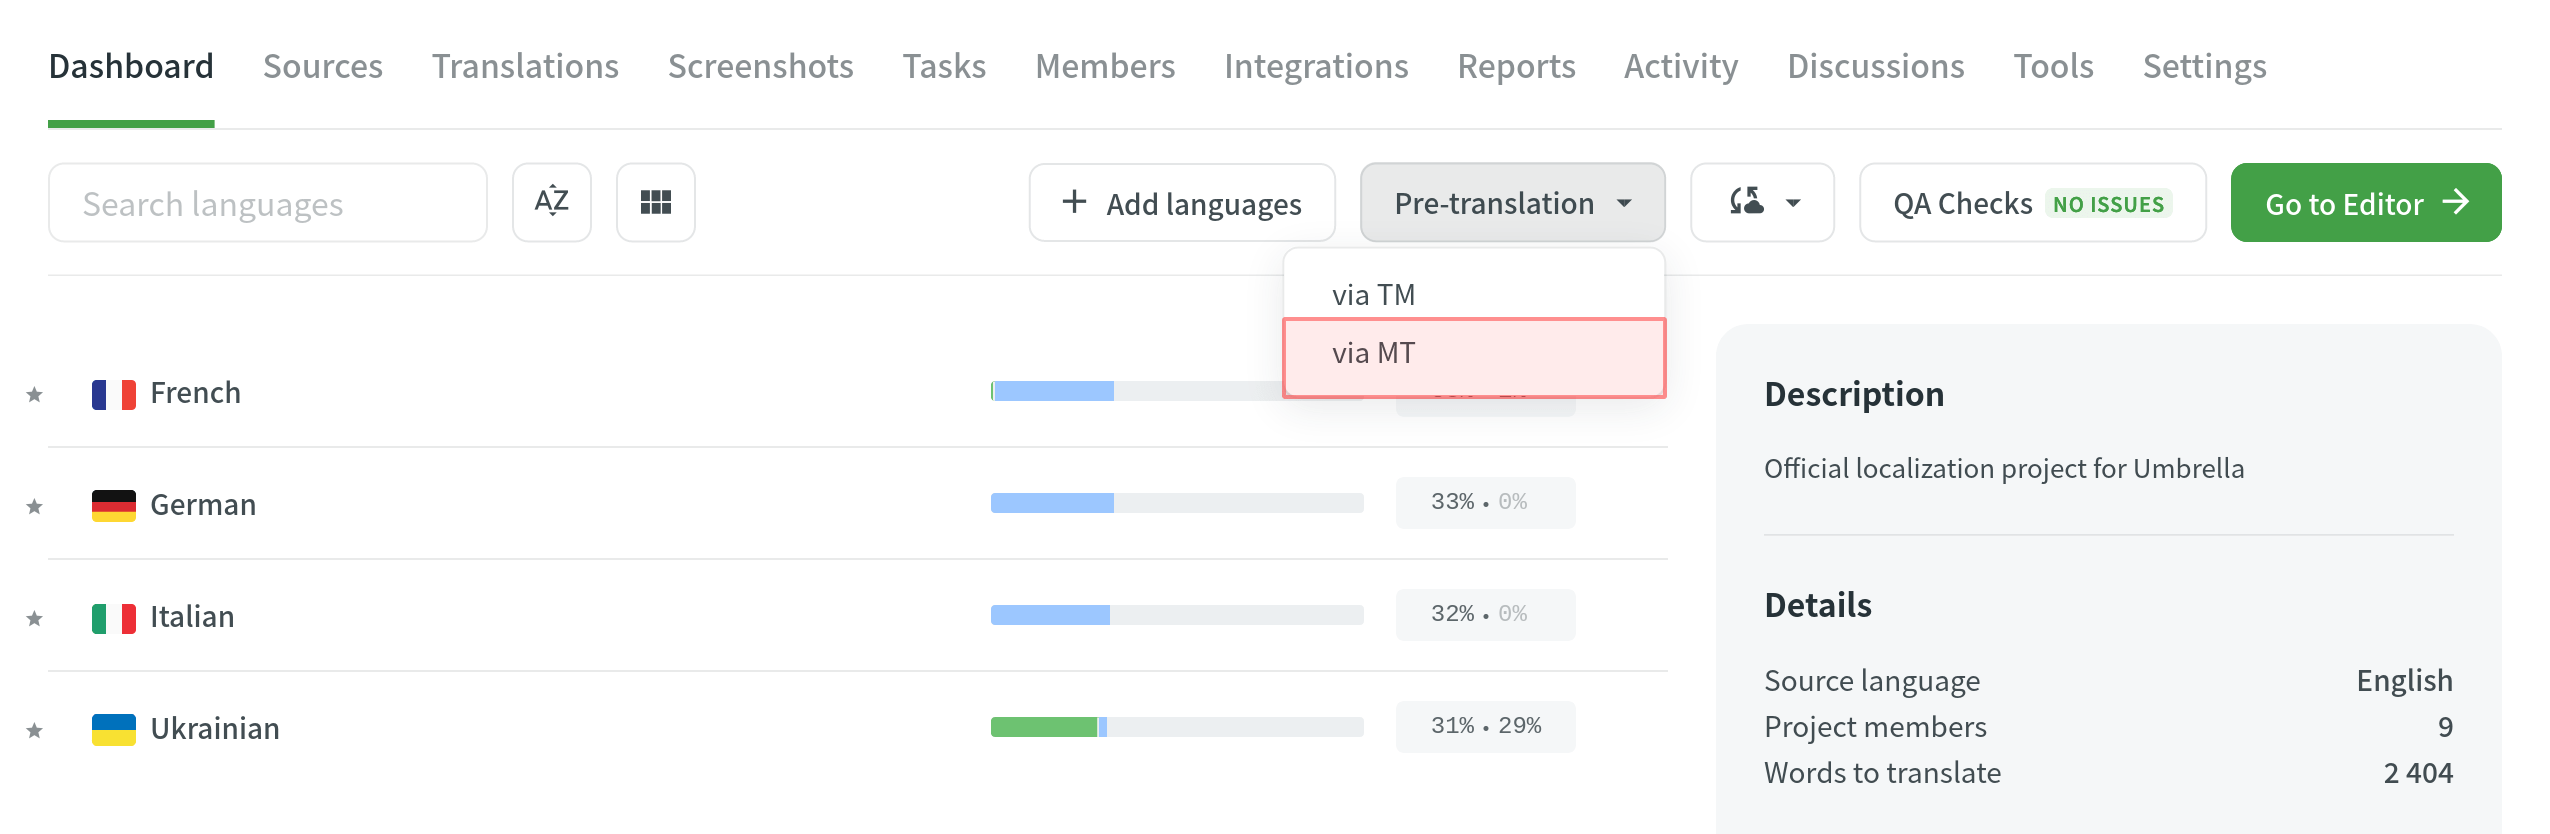 Dashboard Sources Translations Screenshots Tasks Members Integrations Reports Activity Discussions Tools Settings
Search languages AZ + Add languages Pre-translation QA Checks NO ISSUES Go to Editor
via TM
via MT
French
German 33% • 0%
Italian 32% • 0%
Ukrainian 31% • 29%
Description
Official localization project for Umbrella
Details
Source language English
Project members 9
Words to translate 2 404